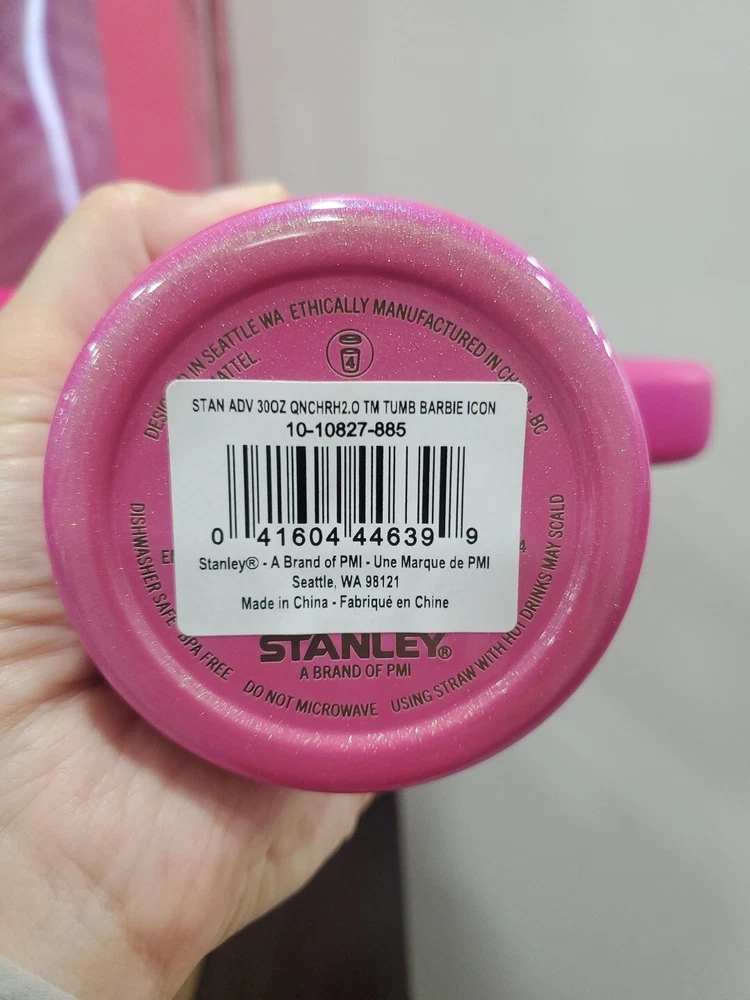 IN SEATTLE WA ETHICALLY MANUFACTURED IN
4
STAN ADV 30OZ QNCHRH2.O TM TUMB BARBIE ICON
10-10827-885
0 41604 44639 9
Stanley® - A Brand of PMI - Une Marque de PMI
Seattle, WA 98121
Made in China - Fabriqué en Chine
STANLEY®
A BRAND OF PMI
DISHWASHER SAFE BPA FREE DO NOT MICROWAVE USING STRAW WITH HOT DRINKS MAY SCALD